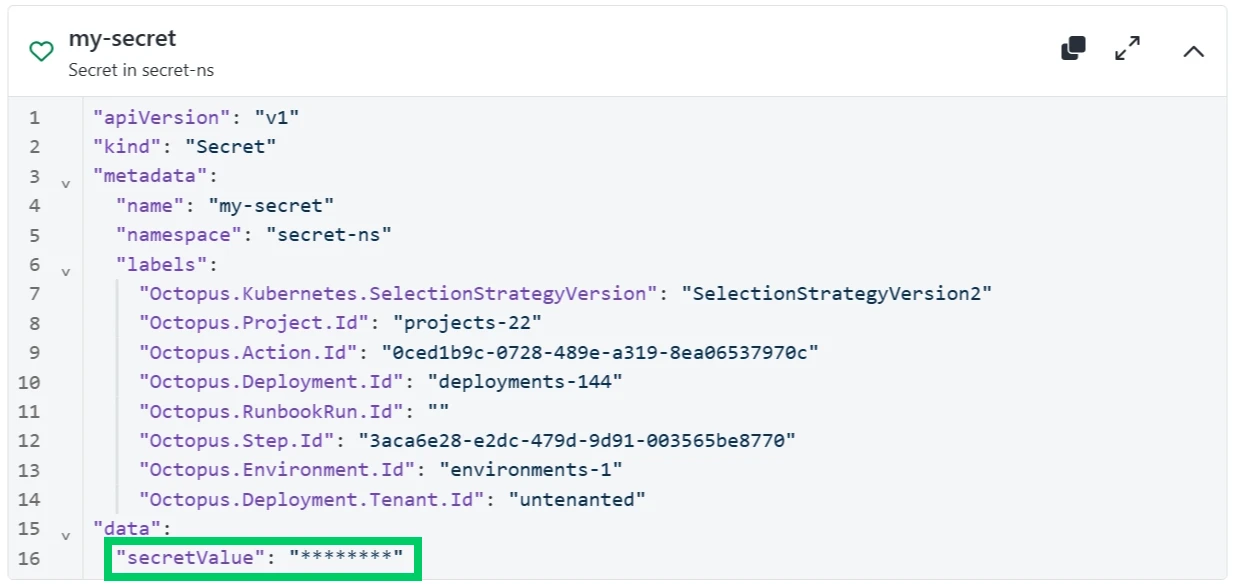 my-secret
Secret in secret-ns
1 "apiVersion": "v1"
2 "kind": "Secret"
3 "metadata":
4 "name": "my-secret"
5 "namespace": "secret-ns"
6 "labels":
7 "Octopus.Kubernetes.SelectionStrategyVersion": "SelectionStrategyVersion2"
8 "Octopus.Project.Id": "projects-22"
9 "Octopus.Action.Id": "0ced1b9c-0728-489e-a319-8ea06537970c"
10 "Octopus.Deployment.Id": "deployments-144"
11 "Octopus.RunbookRun.Id": ""
12 "Octopus.Step.Id": "3aca6e28-e2dc-479d-9d91-003565be8770"
13 "Octopus.Environment.Id": "environments-1"
14 "Octopus.Deployment.Tenant.Id": "untenanted"
15 "data":
16 "secretValue": "********"